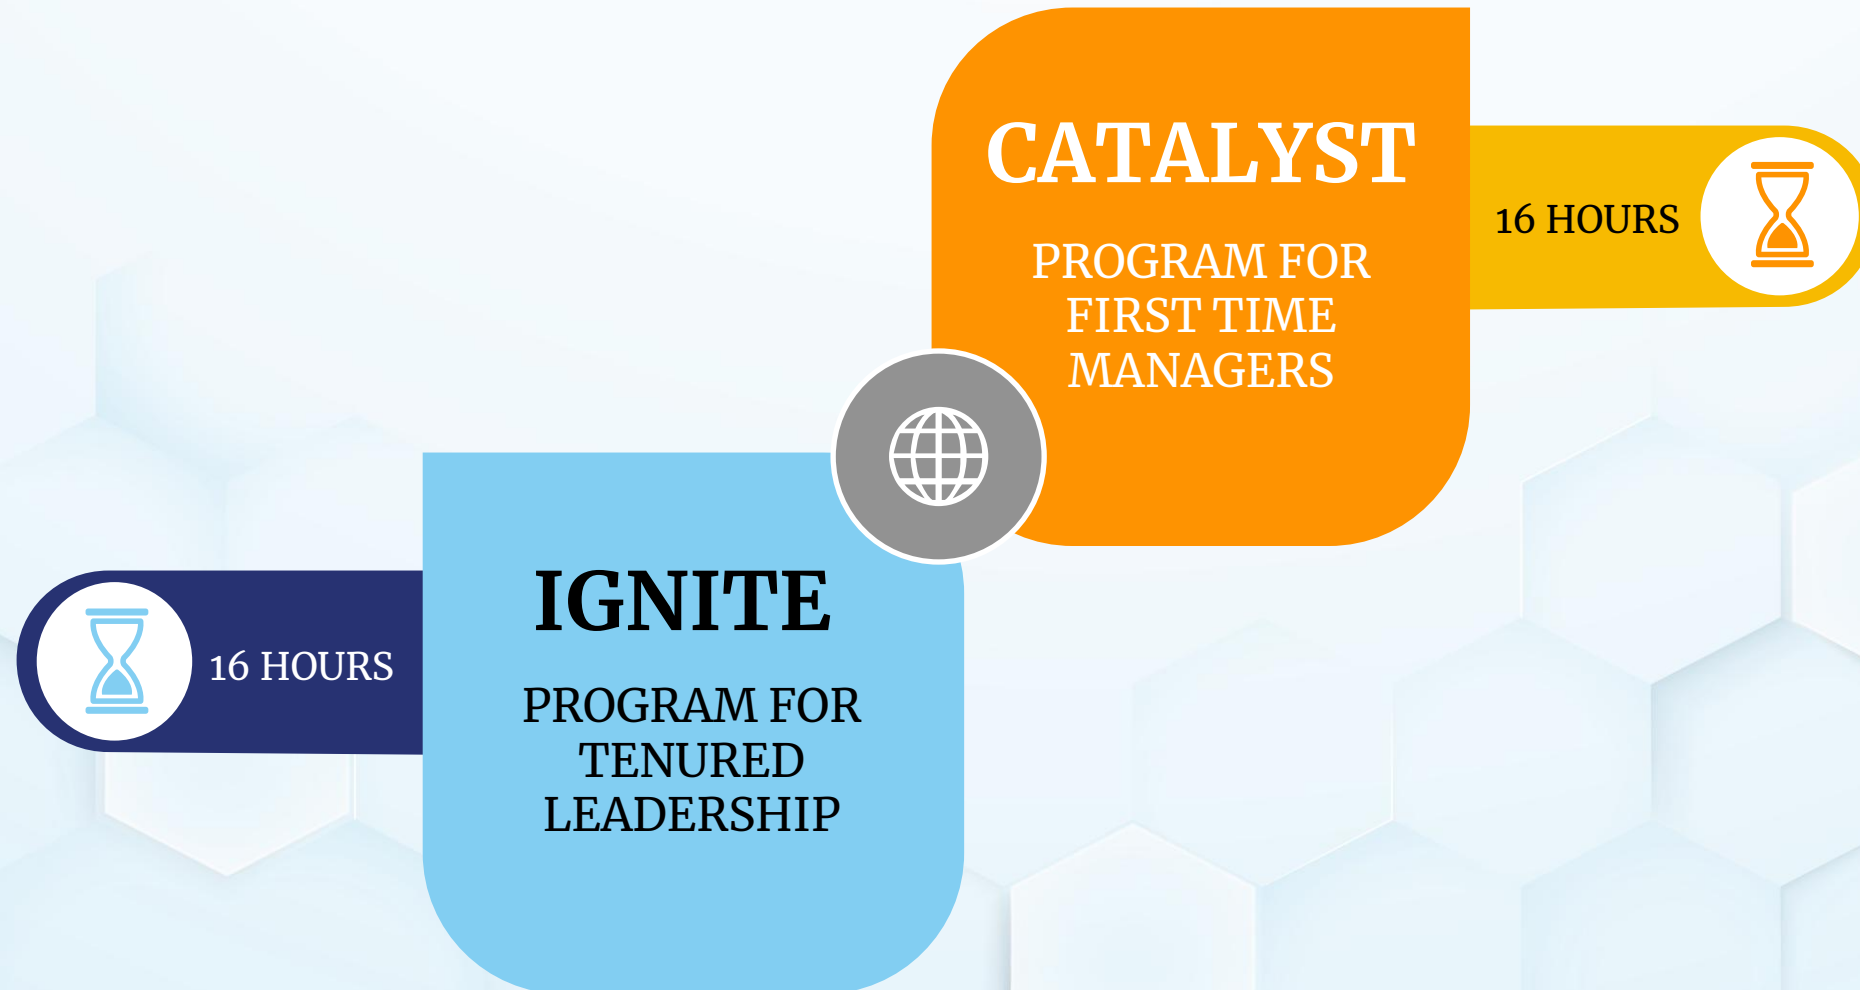 CATALYST
PROGRAM FOR
FIRST TIME
MANAGERS
16 HOURS
IGNITE
PROGRAM FOR
TENURED
LEADERSHIP
16 HOURS